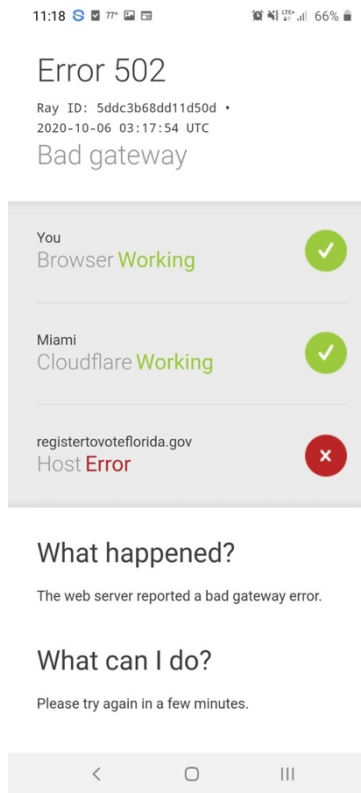 11:18 77° LTE+ 66%
Error 502
Ray ID: 5ddc3b68dd11d50d •
2020-10-06 03:17:54 UTC
Bad gateway
You
Browser Working
Miami
Cloudflare Working
registertovoteflorida.gov
Host Error
What happened?
The web server reported a bad gateway error.
What can I do?
Please try again in a few minutes.